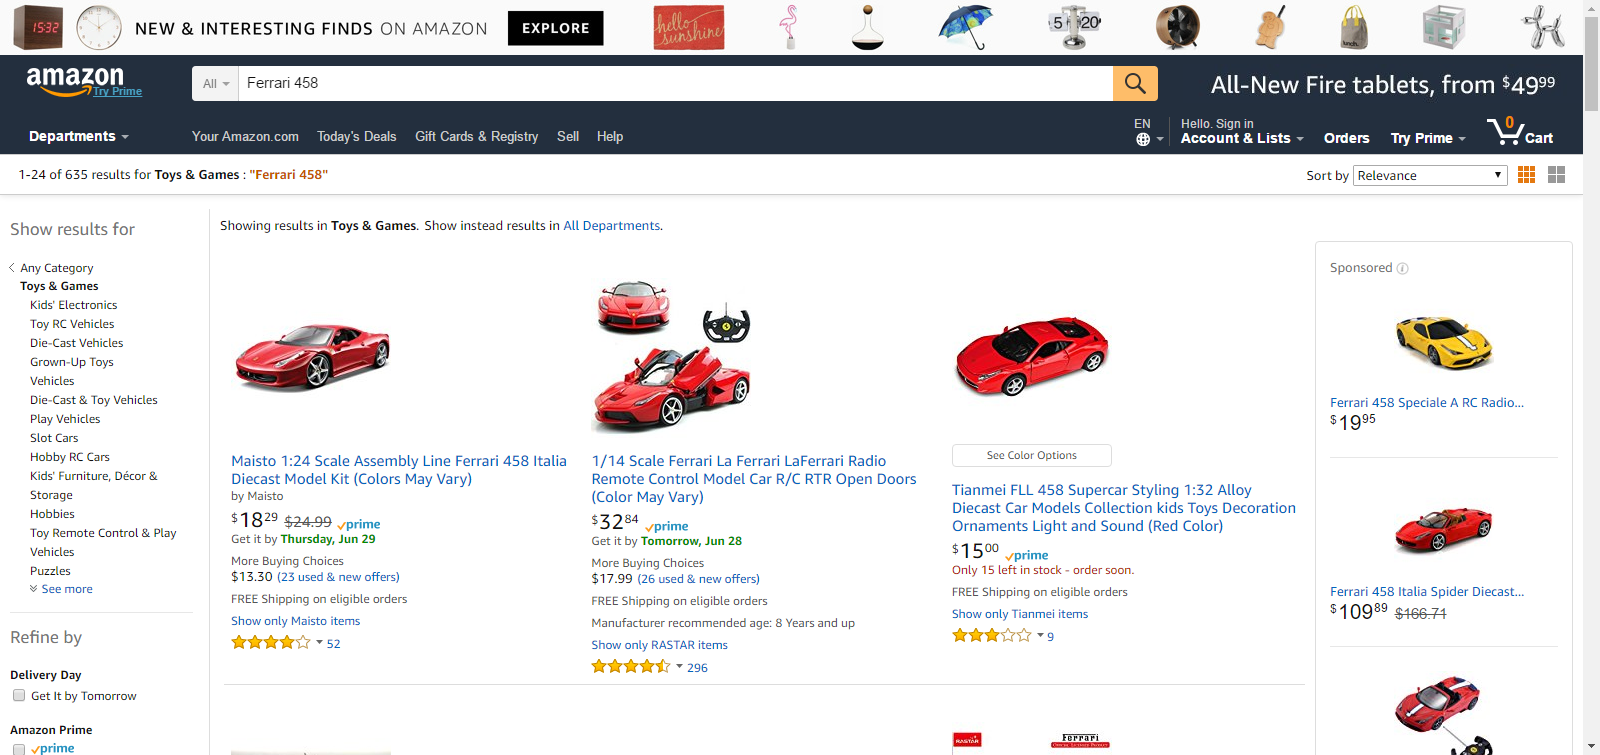 15:32
NEW & INTERESTING FINDS ON AMAZON
EXPLORE
hello sunshine
5 20
lunch.
amazon
Try Prime
All
Ferrari 458
All-New Fire tablets, from $49.99
Departments
Your Amazon.com
Today's Deals
Gift Cards & Registry
Sell
Help
EN
Hello. Sign in
Account & Lists
Orders
Try Prime
0
Cart
1-24 of 635 results for Toys & Games : "Ferrari 458"
Sort by
Relevance
Show results for
Any Category
Toys & Games
Kids' Electronics
Toy RC Vehicles
Die-Cast Vehicles
Grown-Up Toys
Vehicles
Die-Cast & Toy Vehicles
Play Vehicles
Slot Cars
Hobby RC Cars
Kids' Furniture, Décor &
Storage
Hobbies
Toy Remote Control & Play
Vehicles
Puzzles
See more
Refine by
Delivery Day
Get It by Tomorrow
Amazon Prime
prime
Showing results in Toys & Games. Show instead results in All Departments.
Maisto 1:24 Scale Assembly Line Ferrari 458 Italia
Diecast Model Kit (Colors May Vary)
by Maisto
$18 29 $24.99 prime
Get it by Thursday, Jun 29
More Buying Choices
$13.30 (23 used & new offers)
FREE Shipping on eligible orders
Show only Maisto items
52
1/14 Scale Ferrari La Ferrari LaFerrari Radio
Remote Control Model Car R/C RTR Open Doors
(Color May Vary)
$32 84 prime
Get it by Tomorrow, Jun 28
More Buying Choices
$17.99 (26 used & new offers)
FREE Shipping on eligible orders
Manufacturer recommended age: 8 Years and up
Show only RASTAR items
296
See Color Options
Tianmei FLL 458 Supercar Styling 1:32 Alloy
Diecast Car Models Collection kids Toys Decoration
Ornaments Light and Sound (Red Color)
$15 00 prime
Only 15 left in stock - order soon.
FREE Shipping on eligible orders
Show only Tianmei items
9
RASTAR
Ferrari
Sponsored
Ferrari 458 Speciale A RC Radio...
$19 95
Ferrari 458 Italia Spider Diecast...
$109 89 $166.71